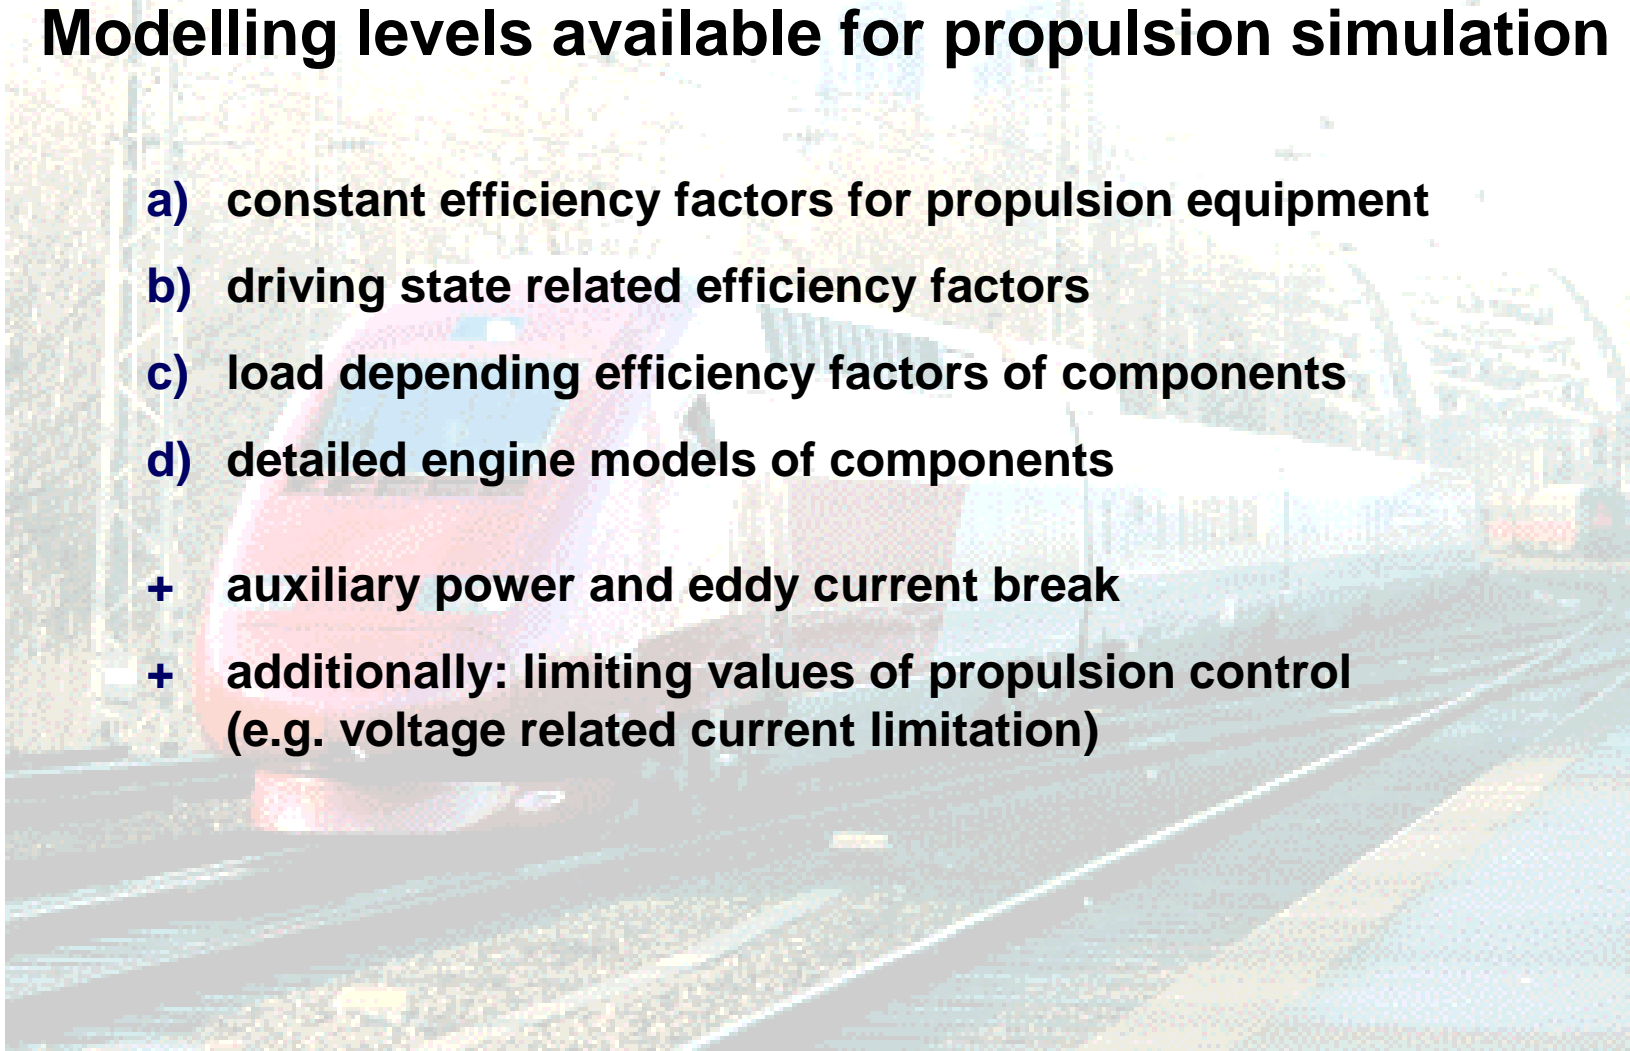 Modelling levels available for propulsion simulation
a) constant efficiency factors for propulsion equipment
b) driving state related efficiency factors
c) load depending efficiency factors of components
d) detailed engine models of components
+ auxiliary power and eddy current break
+ additionally: limiting values of propulsion control
(e.g. voltage related current limitation)